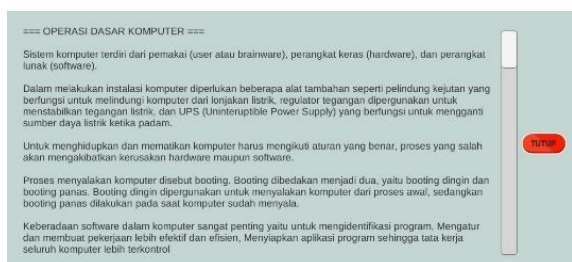 === OPERASI DASAR KOMPUTER ===
Sistem komputer terdiri dari pemakai (user atau brainware), perangkat keras (hardware), dan perangkat
lunak (software).
Dalam melakukan instalasi komputer diperlukan beberapa alat tambahan seperti pelindung kejutan yang
berfungsi untuk melindungi komputer dari lonjakan listrik, regulator tegangan dipergunakan untuk
menstabilkan tegangan listrik, dan UPS (Uninteruptible Power Supply) yang berfungsi untuk mengganti
sumber daya listrik ketika padam.
Untuk menghidupkan dan mematikan komputer harus mengikuti aturan yang benar, proses yang salah
akan mengakibatkan kerusakan hardware maupun software.
Proses menyalakan komputer disebut booting. Booting dibedakan menjadi dua, yaitu booting dingin dan
booting panas. Booting dingin dipergunakan untuk menyalakan komputer dari proses awal, sedangkan
booting panas dilakukan pada saat komputer sudah menyala.
Keberadaan software dalam komputer sangat penting yaitu untuk mengidentifikasi program, Mengatur
dan membuat pekerjaan lebih efektif dan efisien, Menyiapkan aplikasi program sehingga tata kerja
seluruh komputer lebih terkontrol
TUTUP